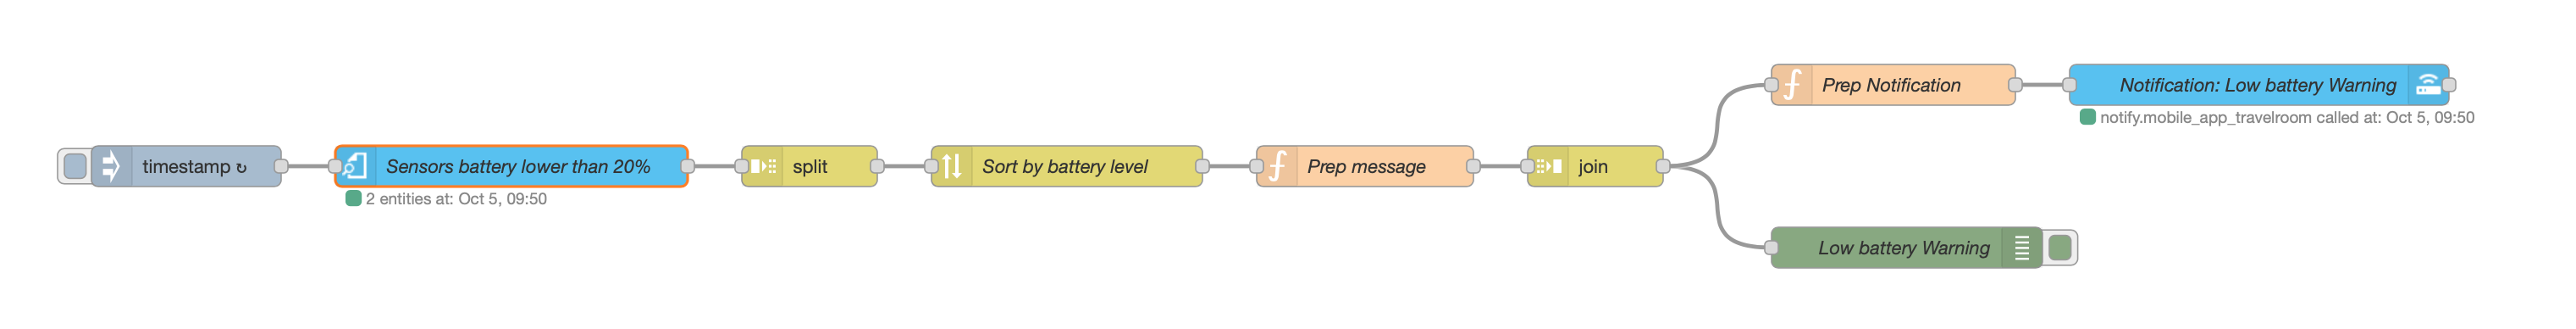 timestamp ↻
Sensors battery lower than 20%
2 entities at: Oct 5, 09:50
split
Sort by battery level
Prep message
join
Prep Notification
Notification: Low battery Warning
notify.mobile_app_travelroom called at: Oct 5, 09:50
Low battery Warning